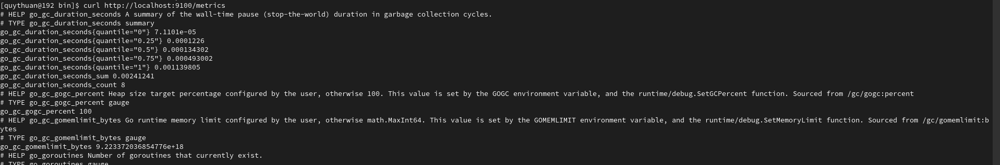 [quythuan@192 bin]$ curl http://localhost:9100/metrics
# HELP go_gc_duration_seconds A summary of the wall-time pause (stop-the-world) duration in garbage collection cycles.
# TYPE go_gc_duration_seconds summary
go_gc_duration_seconds{quantile="0"} 7.1101e-05
go_gc_duration_seconds{quantile="0.25"} 0.0001226
go_gc_duration_seconds{quantile="0.5"} 0.000134302
go_gc_duration_seconds{quantile="0.75"} 0.000493002
go_gc_duration_seconds{quantile="1"} 0.001139805
go_gc_duration_seconds_sum 0.00241241
go_gc_duration_seconds_count 8
# HELP go_gc_gogc_percent Heap size target percentage configured by the user, otherwise 100. This value is set by the GOGC environment variable, and the runtime/debug.SetGCPercent function. Sourced from /gc/gogc:percent
# TYPE go_gc_gogc_percent gauge
go_gc_gogc_percent 100
# HELP go_gc_gomemlimit_bytes Go runtime memory limit configured by the user, otherwise math.MaxInt64. This value is set by the GOMEMLIMIT environment variable, and the runtime/debug.SetMemoryLimit function. Sourced from /gc/gomemlimit:b
ytes
# TYPE go_gc_gomemlimit_bytes gauge
go_gc_gomemlimit_bytes 9.223372036854776e+18
# HELP go_goroutines Number of goroutines that currently exist.
# TYPE go_goroutines gauge